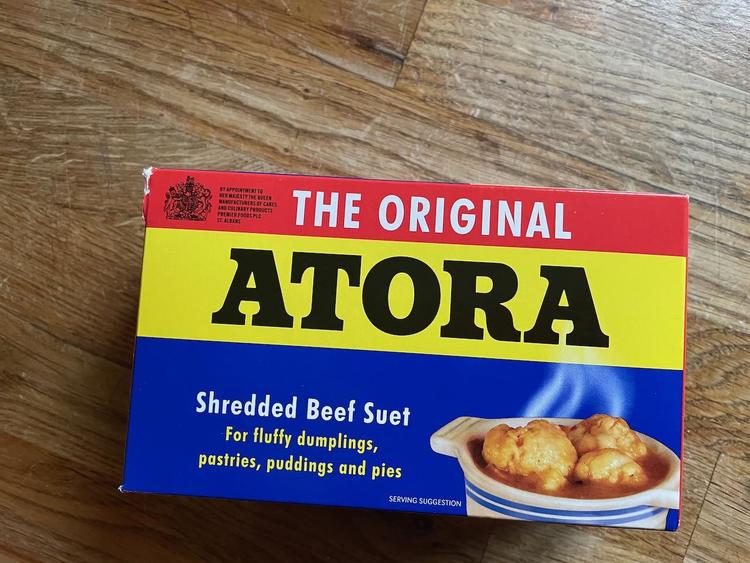 BY APPOINTMENT TO
HER MAJESTY THE QUEEN
MANUFACTURERS OF CAKES
AND CULINARY PRODUCTS
PREMIER FOODS PLC
ST. ALBANS
THE ORIGINAL
ATORA
Shredded Beef Suet
For fluffy dumplings,
pastries, puddings and pies
SERVING SUGGESTION